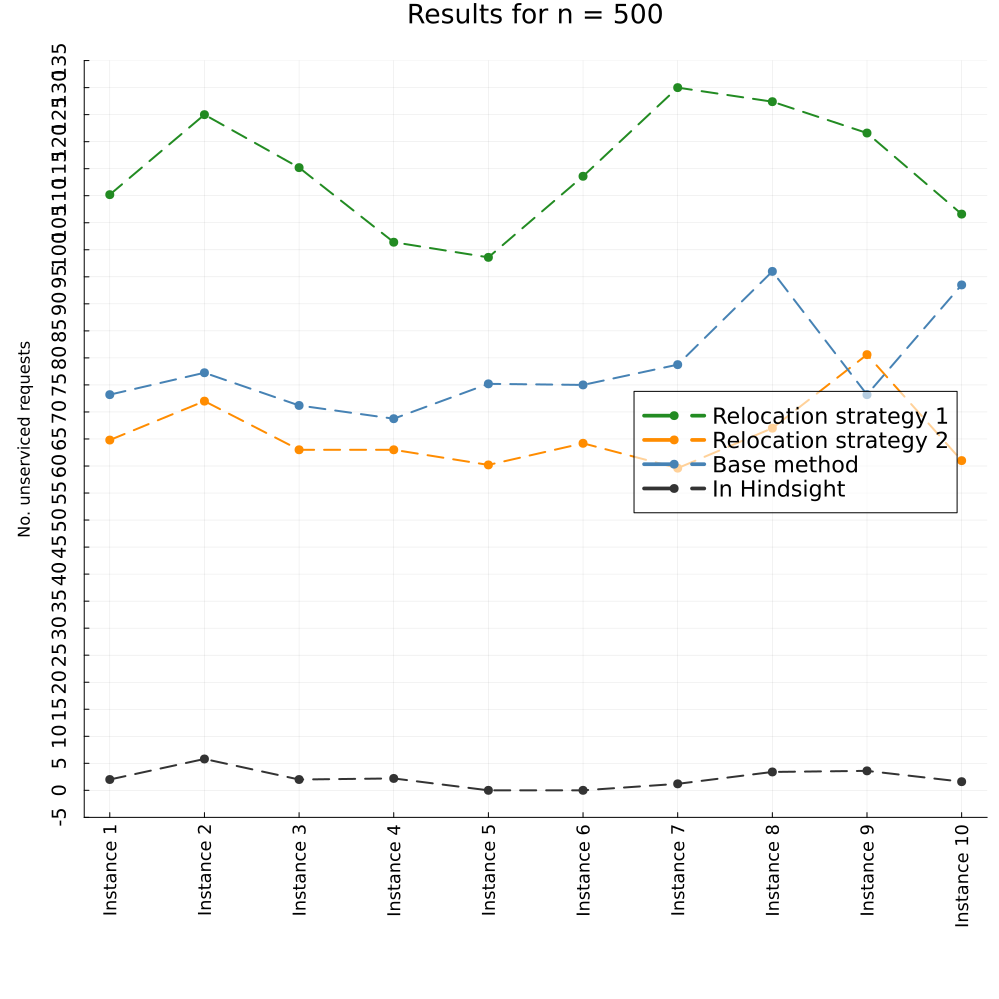 Results for n = 500
No. unserviced requests
135
130
125
120
115
110
105
100
95
90
85
80
75
70
65
60
55
50
45
40
35
30
25
20
15
10
5
0
-5
Relocation strategy 1
Relocation strategy 2
Base method
In Hindsight
Instance 1
Instance 2
Instance 3
Instance 4
Instance 5
Instance 6
Instance 7
Instance 8
Instance 9
Instance 10